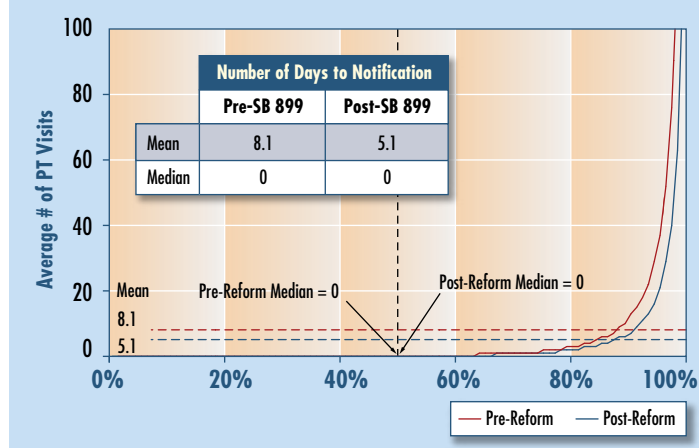 100
80
60
40
20
0
Average # of PT Visits
Number of Days to Notification
Pre-SB 899 Post-SB 899
Mean 8.1 5.1
Median 0 0
Mean
8.1
5.1
Pre-Reform Median = 0
Post-Reform Median = 0
0% 20% 40% 60% 80% 100%
Pre-Reform Post-Reform